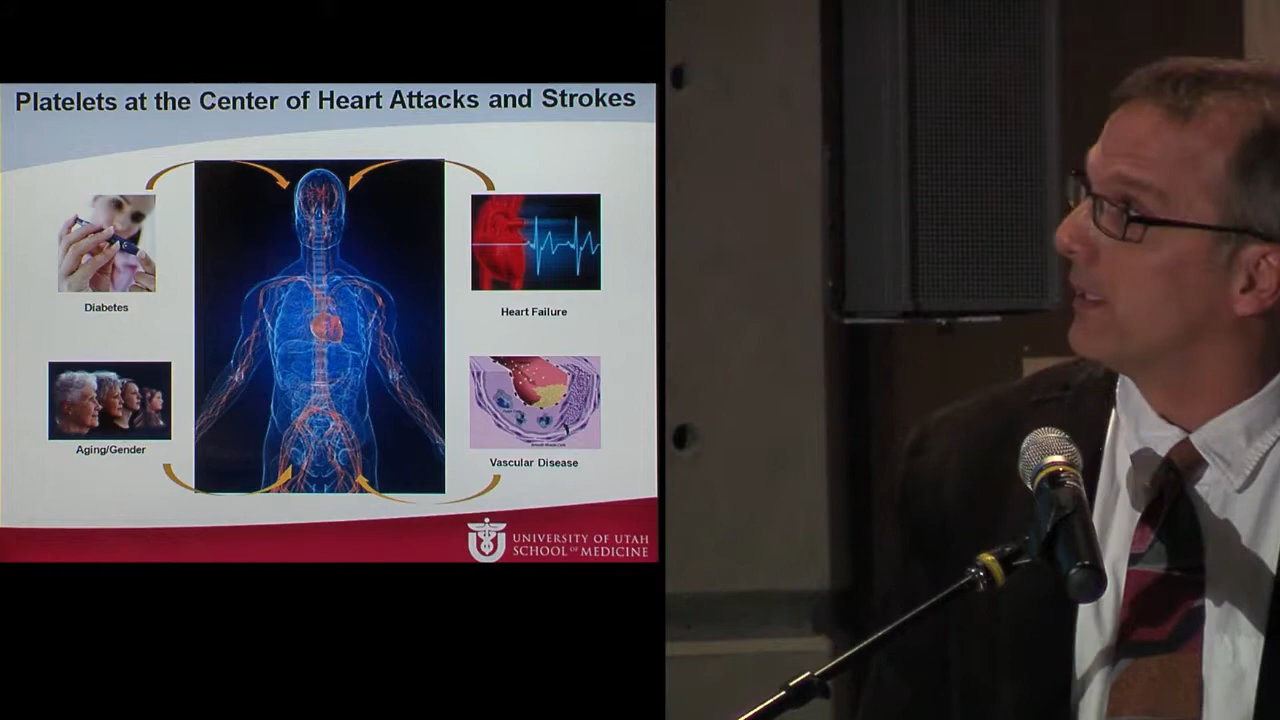 Platelets at the Center of Heart Attacks and Strokes
Diabetes
Heart Failure
Aging/Gender
Vascular Disease
UNIVERSITY OF UTAH
SCHOOL OF MEDICINE